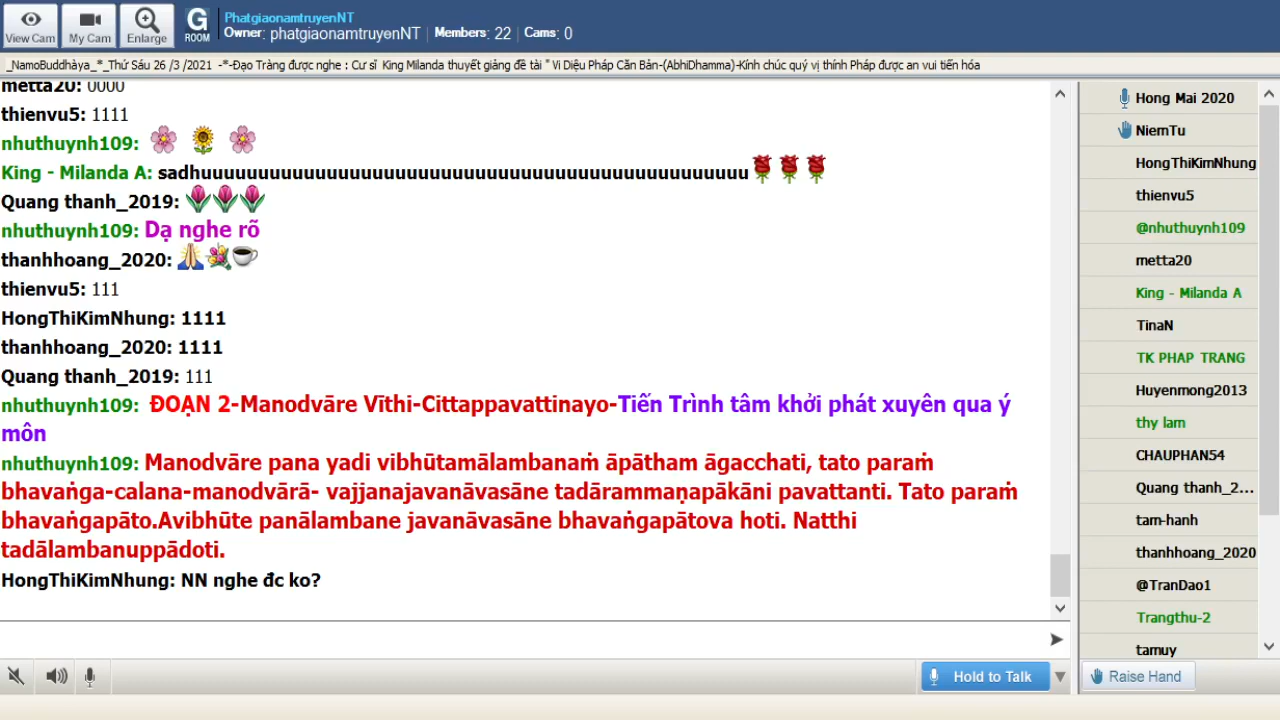 View Cam
My Cam
Enlarge
G
ROOM
PhatgiaonamtruyenNT
Owner: phatgiaonamtruyenNT | Members: 22 | Cams: 0
_NamoBuddhàya_*_Thứ Sáu 26 /3 /2021 -*-Đạo Tràng được nghe : Cư sĩ King Milanda thuyết giảng đề tài " Vi Diệu Pháp Căn Bản-(AbhiDhamma)-Kính chúc quý vị thính Pháp được an vui tiến hóa
metta20: 0000
thienvu5: 1111
nhuthuynh109:
King - Milanda A: sadhuuuuuuuuuuuuuuuuuuuuuuuuuuuuuuuuuuuuuuuuuuuuuuuu
Quang thanh_2019:
nhuthuynh109: Dạ nghe rõ
thanhhoang_2020:
thienvu5: 111
HongThiKimNhung: 1111
thanhhoang_2020: 1111
Quang thanh_2019: 111
nhuthuynh109: ĐOẠN 2-Manodvāre Vīthi-Cittappavattinayo-Tiến Trình tâm khởi phát xuyên qua ý
môn
nhuthuynh109: Manodvāre pana yadi vibhūtamālambanaṁ āpātham āgacchati, tato paraṁ
bhavaṅga-calana-manodvārā- vajjanajavanāvasāne tadārammaṇapākāni pavattanti. Tato paraṁ
bhavaṅgapāto.Avibhūte panālambane javanāvasāne bhavaṅgapātova hoti. Natthi
tadālambanuppādoti.
HongThiKimNhung: NN nghe đc ko?
Hold to Talk
Hong Mai 2020
NiemTu
HongThiKimNhung
thienvu5
@nhuthuynh109
metta20
King - Milanda A
TinaN
TK PHAP TRANG
Huyenmong2013
thy lam
CHAUPHAN54
Quang thanh_2...
tam-hanh
thanhhoang_2020
@TranDao1
Trangthu-2
tamuy
Raise Hand